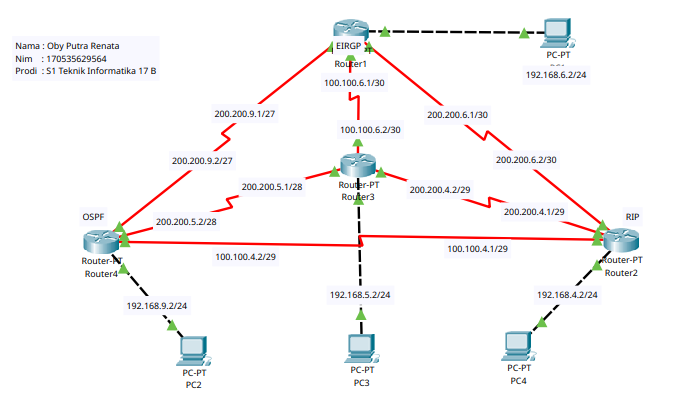 Nama : Oby Putra Renata
Nim : 170535629564
Prodi : S1 Teknik Informatika 17 B
EIRGP
Router1
PC-PT
192.168.6.2/24
100.100.6.1/30
200.200.9.1/27
200.200.6.1/30
100.100.6.2/30
200.200.9.2/27
200.200.6.2/30
200.200.5.1/28
Router-PT
Router3
200.200.4.2/29
200.200.5.2/28
200.200.4.1/29
OSPF
RIP
Router-PT
Router4
100.100.4.2/29
100.100.4.1/29
Router-PT
Router2
192.168.9.2/24
192.168.5.2/24
192.168.4.2/24
PC-PT
PC2
PC-PT
PC3
PC-PT
PC4